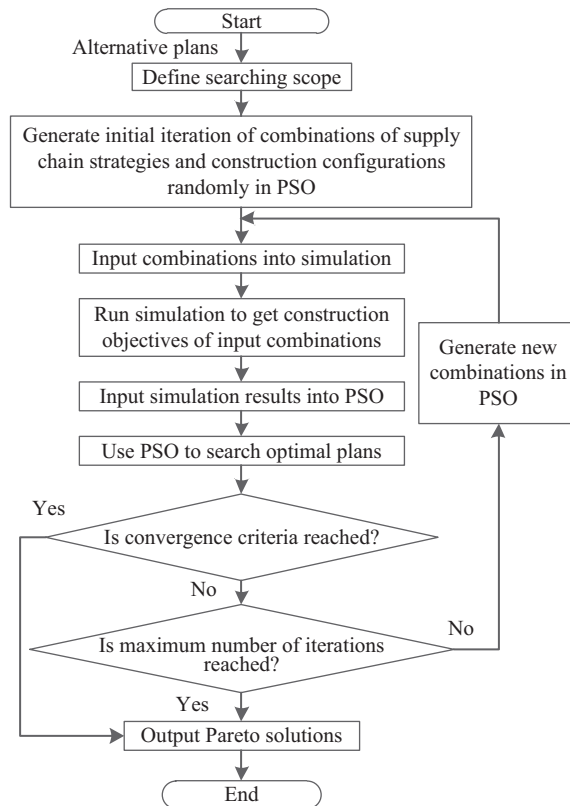 Start
Alternative plans
Define searching scope
Generate initial iteration of combinations of supply
chain strategies and construction configurations
randomly in PSO
Input combinations into simulation
Run simulation to get construction
objectives of input combinations
Generate new
combinations in
PSO
Input simulation results into PSO
Use PSO to search optimal plans
Yes
Is convergence criteria reached?
No
No
Is maximum number of iterations
reached?
Yes
Output Pareto solutions
End